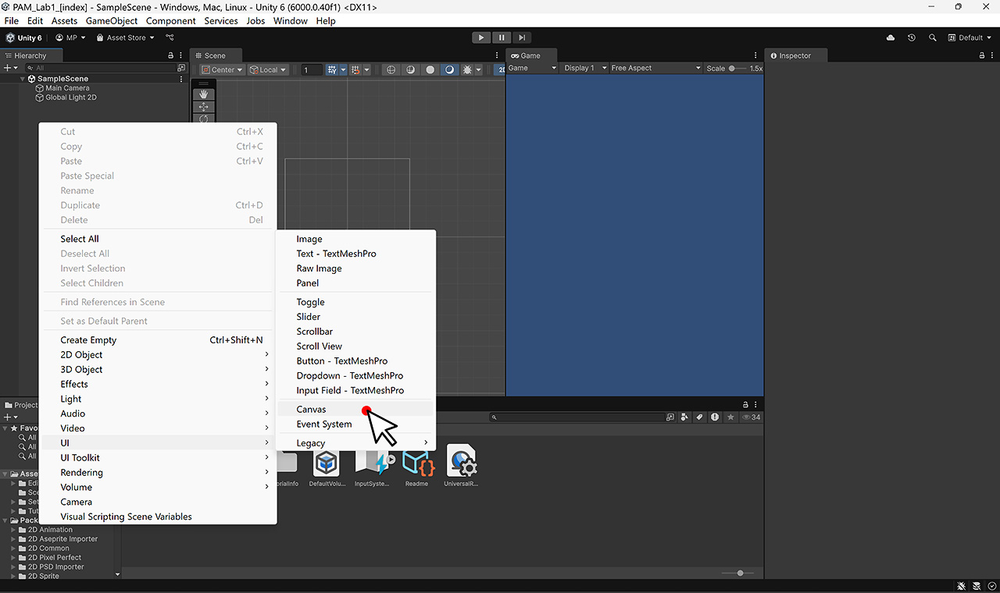 PAM_Lab1_[index] - SampleScene - Windows, Mac, Linux - Unity 6 (6000.0.40f1) <DX11>
File Edit Assets GameObject Component Services Jobs Window Help
Unity 6 MP Asset Store Default
Hierarchy Scene Game Inspector
All Center Local 1 2D Game Display 1 Free Aspect Scale 1.5x
SampleScene
Main Camera
Global Light 2D
Cut Ctrl+X
Copy Ctrl+C
Paste Ctrl+V
Paste Special
Rename
Duplicate Ctrl+D
Delete Del
Select All
Deselect All
Invert Selection
Select Children
Find References in Scene
Set as Default Parent
Create Empty Ctrl+Shift+N
2D Object
3D Object
Effects
Light
Audio
Video
UI
UI Toolkit
Rendering
Volume
Camera
Visual Scripting Scene Variables
Image
Text - TextMeshPro
Raw Image
Panel
Toggle
Slider
Scrollbar
Scroll View
Button - TextMeshPro
Dropdown - TextMeshPro
Input Field - TextMeshPro
Canvas
Event System
Legacy
Project
34
Favo
All
All
All
Asse
Edi
Sce
Set
Tut
Pack
2D Animation
2D Aseprite Importer
2D Common
2D Pixel Perfect
2D PSD Importer
2D Sprite
orialInfo DefaultVolu... InputSyste... Readme UniversalR...